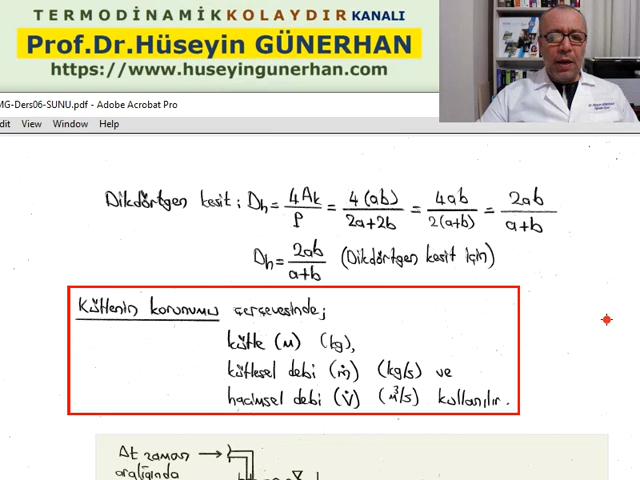 TERMODİNAMİKKOLAYDIR KANALI
Prof.Dr.Hüseyin GÜNERHAN
https://www.huseyingunerhan.com
MG-Ders06-SUNU.pdf - Adobe Acrobat Pro
dit View Window Help
Dikdörtgen kesit; Dh = 4Ak/P = 4(ab)/2a+2b = 4ab/2(a+b) = 2ab/a+b
Dh = 2ab/a+b (Dikdörtgen kesit için)
Kütlenin korunumu çerçevesinde;
kütle (m) (kg),
kütlesel debi (ṁ) (kg/s) ve
hacimsel debi (V̇) (m³/s) kullanılır.
Δt zaman
aralığında